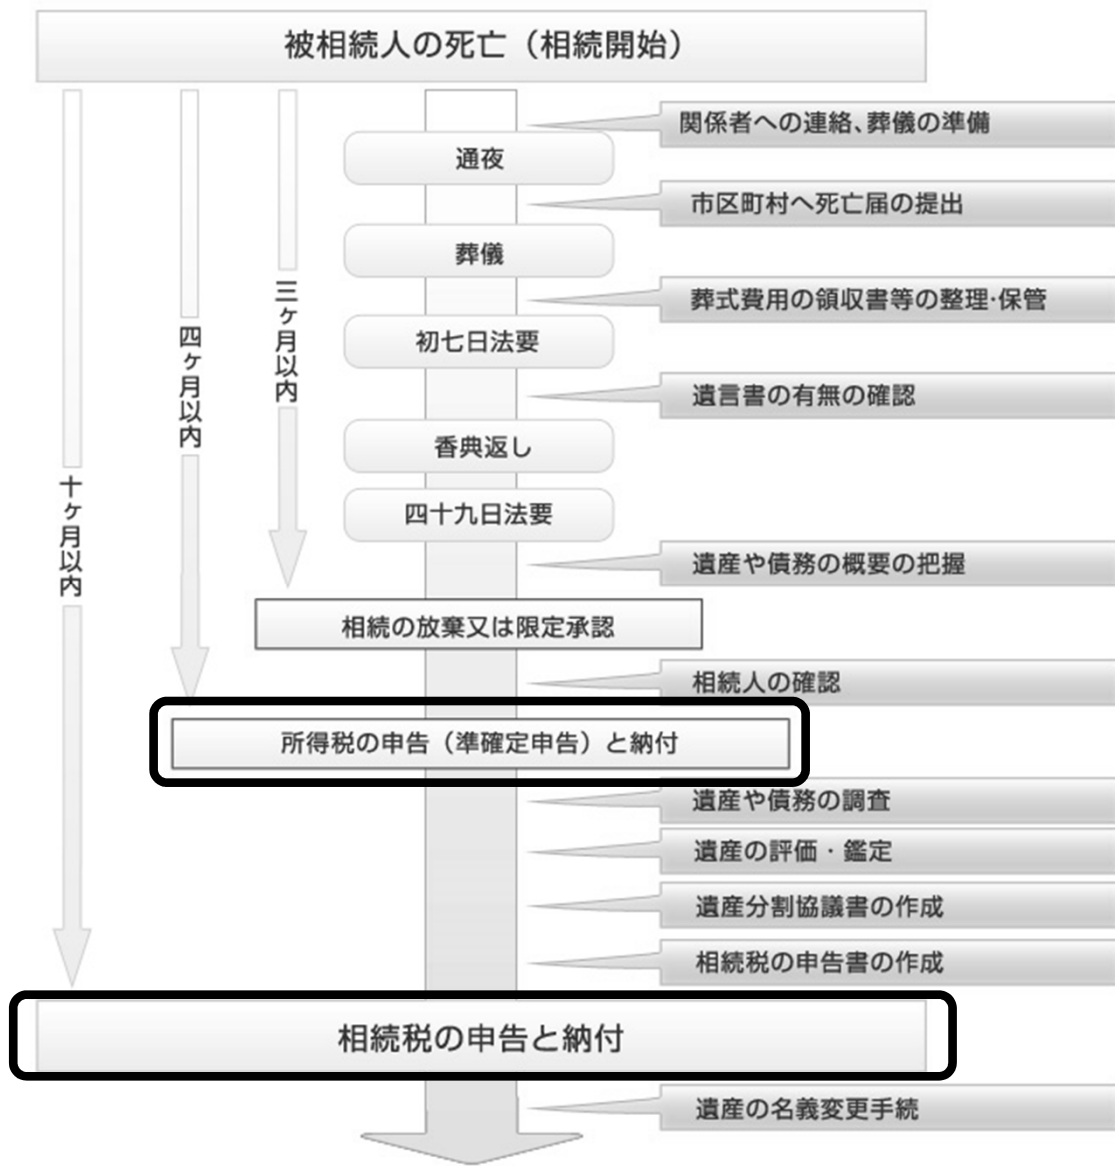 被相続人の死亡（相続開始）
関係者への連絡、葬儀の準備
通夜
市区町村へ死亡届の提出
葬儀
葬式費用の領収書等の整理･保管
三ヶ月以内
初七日法要
四ヶ月以内
遺言書の有無の確認
香典返し
十ヶ月以内
四十九日法要
遺産や債務の概要の把握
相続の放棄又は限定承認
相続人の確認
所得税の申告（準確定申告）と納付
遺産や債務の調査
遺産の評価・鑑定
遺産分割協議書の作成
相続税の申告書の作成
相続税の申告と納付
遺産の名義変更手続